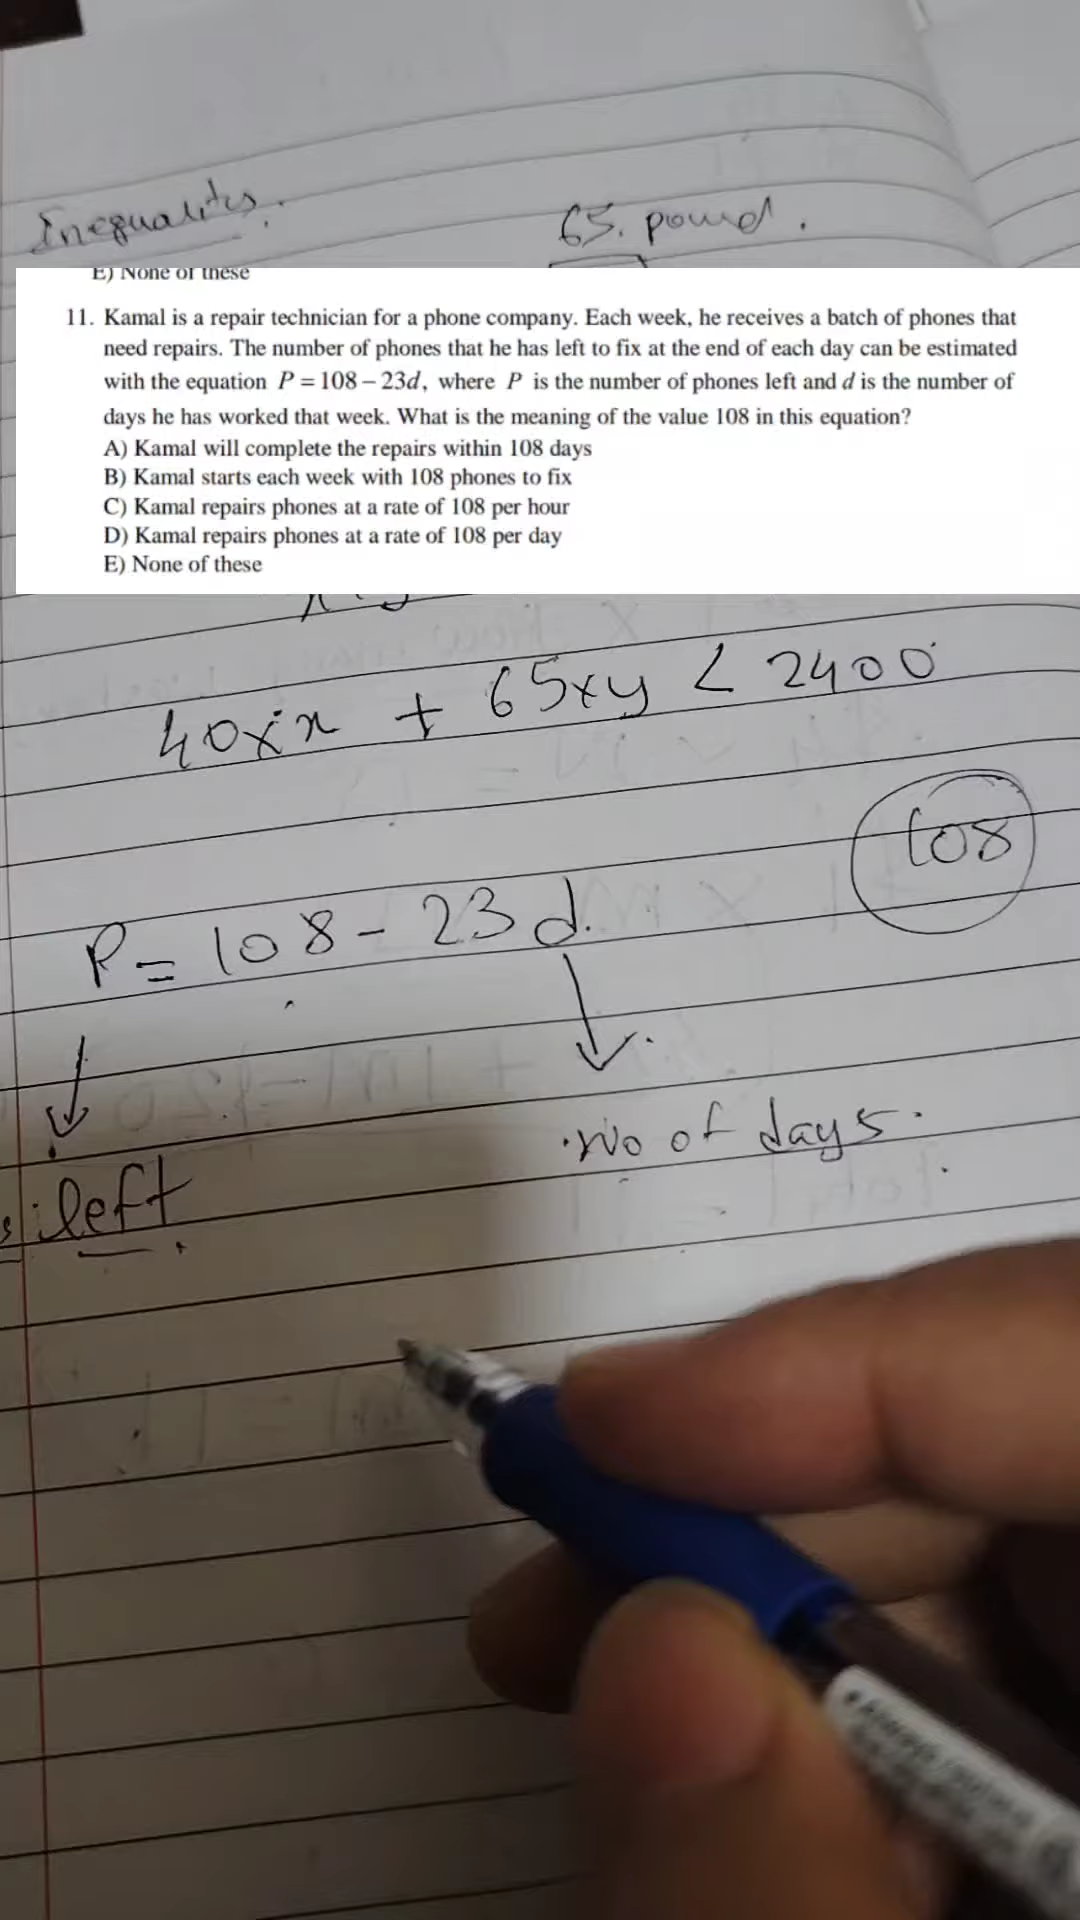 Inequalities.
65. pound.
E) None of these
11. Kamal is a repair technician for a phone company. Each week, he receives a batch of phones that
need repairs. The number of phones that he has left to fix at the end of each day can be estimated
with the equation P = 108 – 23d, where P is the number of phones left and d is the number of
days he has worked that week. What is the meaning of the value 108 in this equation?
A) Kamal will complete the repairs within 108 days
B) Kamal starts each week with 108 phones to fix
C) Kamal repairs phones at a rate of 108 per hour
D) Kamal repairs phones at a rate of 108 per day
E) None of these
40xx + 65xy < 2400
108
P = 108 - 23 d.
No of days.
left